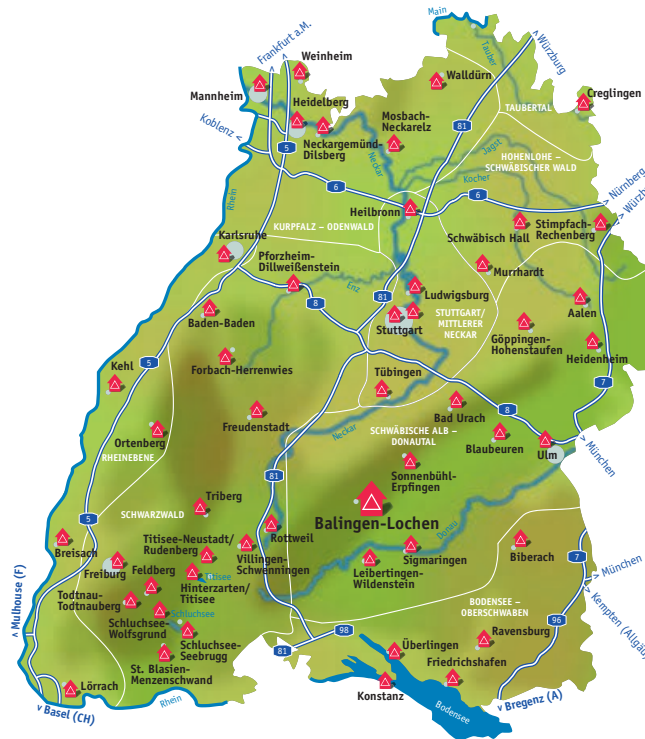 Main
Frankfurt a.M. >
Weinheim
Tauber
> Würzburg
Walldürn
Mannheim
Creglingen
Heidelberg
TAUBERTAL
Mosbach-
Neckarelz
Koblenz <
81
5
Neckargemünd-
Dilsberg
Jagst
HOHENLOHE –
SCHWÄBISCHER WALD
Neckar
Kocher
6
6
> Nürnberg
> Würzb
Rhein
Heilbronn
KURPFALZ – ODENWALD
Stimpfach-
Rechenberg
Karlsruhe
Schwäbisch Hall
Pforzheim-
Dillweißenstein
Murrhardt
Enz
Ludwigsburg
81
8
Aalen
Baden-Baden
STUTTGART/
MITTLERER
NECKAR
Stuttgart
Göppingen-
Hohenstaufen
Heidenheim
5
Forbach-Herrenwies
Kehl
Tübingen
7
Bad Urach
8
Freudenstadt
Neckar
SCHWÄBISCHE ALB –
DONAUTAL
Blaubeuren
Ortenberg
Ulm
> München
RHEINEBENE
Sonnenbühl-
Erpfingen
81
Triberg
SCHWARZWALD
5
Balingen-Lochen
Rottweil
Donau
Breisach
Titisee-Neustadt/
Rudenberg
Biberach
7
Villingen-
Schwenningen
Sigmaringen
Freiburg
Feldberg
Titisee
Hinterzarten/
Titisee
Leibertingen-
Wildenstein
> München
Todtnau-
Todtnauberg
> Kempten (Allgäu)
Schluchsee
BODENSEE –
OBERSCHWABEN
Schluchsee-
Wolfsgrund
96
> Mulhouse (F)
98
Ravensburg
81
Schluchsee-
Seebrugg
Überlingen
St. Blasien-
Menzenschwand
Friedrichshafen
Lörrach
Konstanz
Rhein
Bodensee
< Basel (CH)
< Bregenz (A)